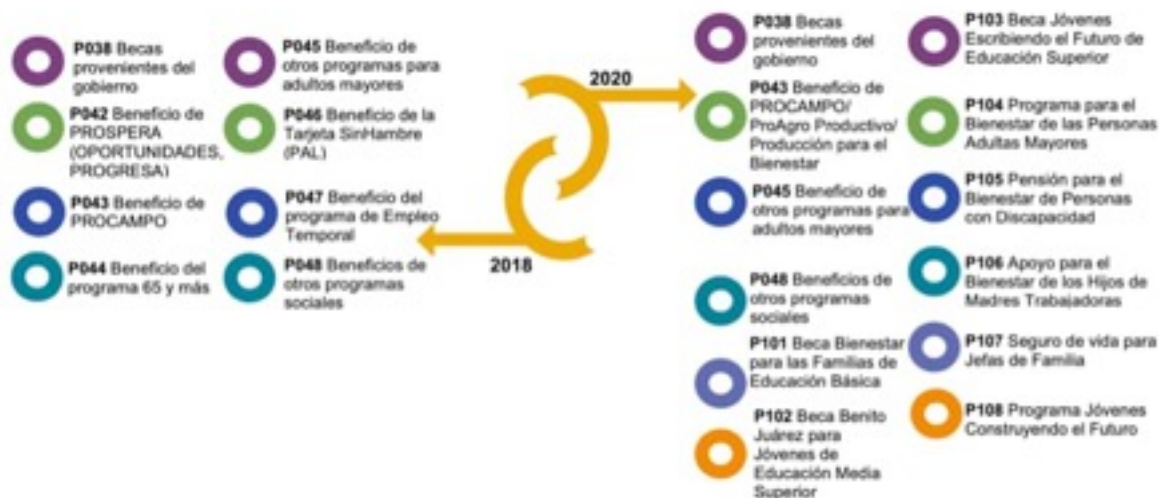 P038 Becas
provenientes del
gobierno
P042 Beneficio de
PROSPERA
(OPORTUNIDADES,
PROGRESA)
P043 Beneficio de
PROCAMPO
P044 Beneficio del
programa 65 y más
P045 Beneficio de
otros programas para
adultos mayores
P046 Beneficio de la
Tarjeta SinHambre
(PAL)
P047 Beneficio del
programa de Empleo
Temporal
P048 Beneficios de
otros programas
sociales
2018
2020
P038 Becas
provenientes del
gobierno
P043 Beneficio de
PROCAMPO/
ProAgro Productivo/
Producción para el
Bienestar
P045 Beneficio de
otros programas para
adultos mayores
P048 Beneficios de
otros programas
sociales
P101 Beca Bienestar
para las Familias de
Educación Básica
P102 Beca Benito
Juárez para
Jóvenes de
Educación Media
Superior
P103 Beca Jóvenes
Escribiendo el Futuro de
Educación Superior
P104 Programa para el
Bienestar de las Personas
Adultas Mayores
P105 Pensión para el
Bienestar de Personas
con Discapacidad
P106 Apoyo para el
Bienestar de los Hijos de
Madres Trabajadoras
P107 Seguro de vida para
Jefas de Familia
P108 Programa Jóvenes
Construyendo el Futuro